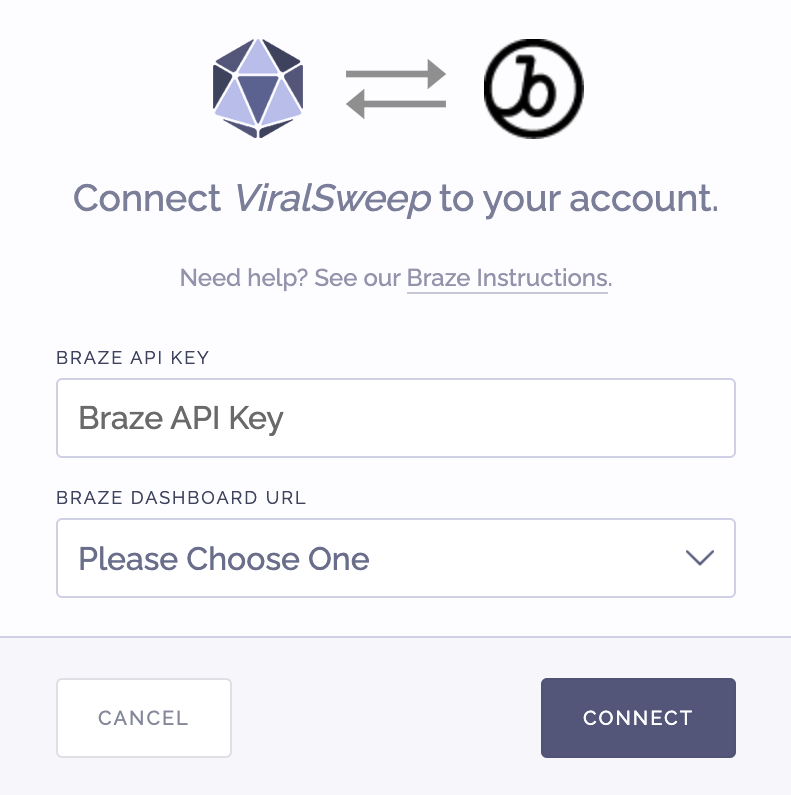 Connect ViralSweep to your account.
Need help? See our Braze Instructions.
BRAZE API KEY
Braze API Key
BRAZE DASHBOARD URL
Please Choose One
CANCEL
CONNECT